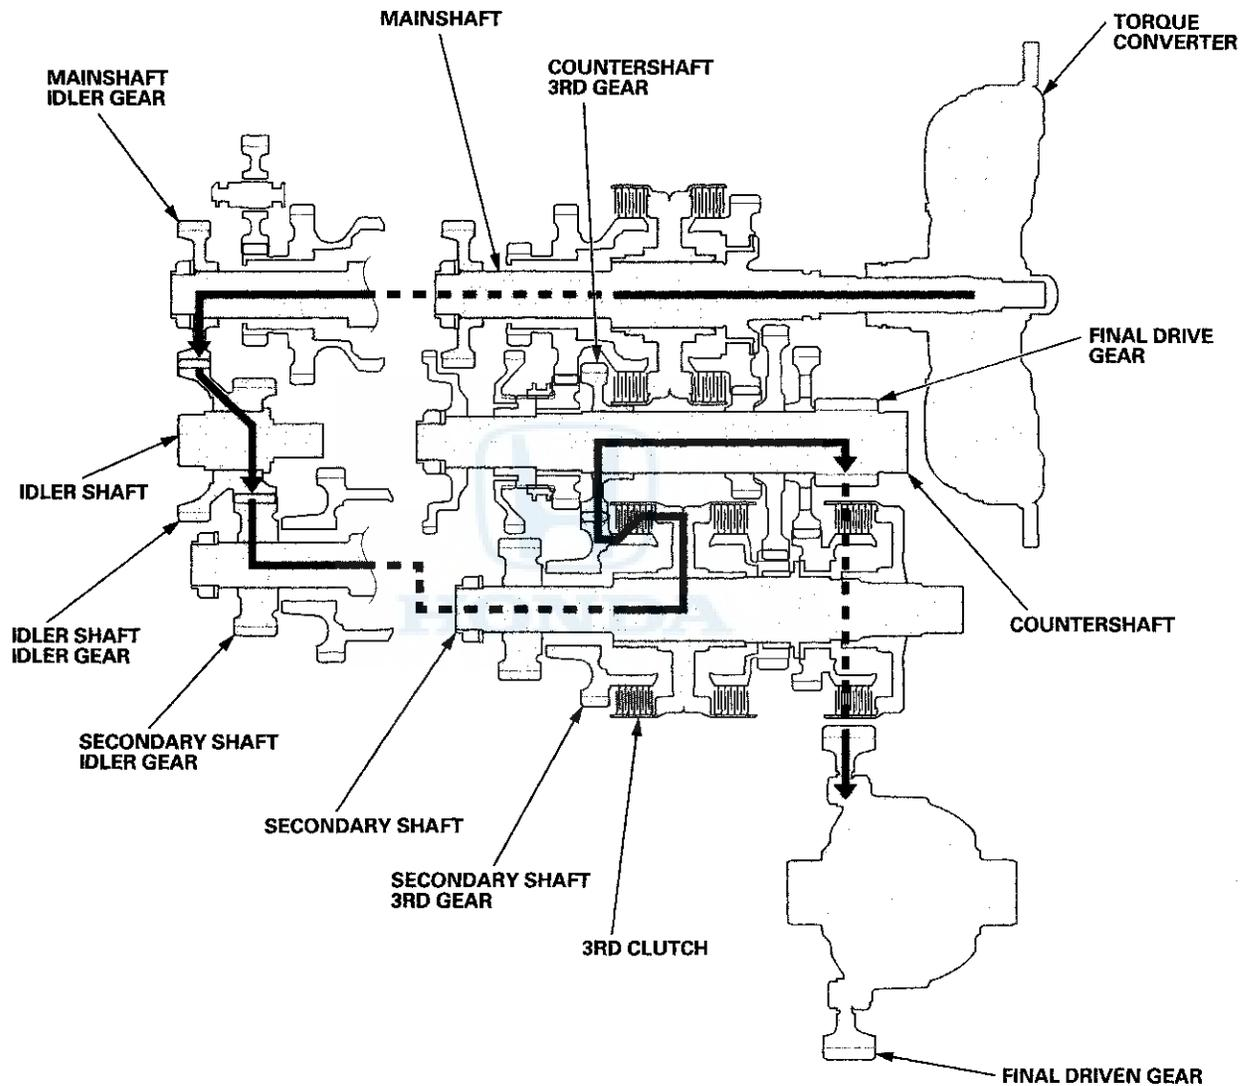 MAINSHAFT
TORQUE
CONVERTER
MAINSHAFT
IDLER GEAR
COUNTERSHAFT
3RD GEAR
FINAL DRIVE
GEAR
IDLER SHAFT
HONDA
IDLER SHAFT
IDLER GEAR
COUNTERSHAFT
SECONDARY SHAFT
IDLER GEAR
SECONDARY SHAFT
SECONDARY SHAFT
3RD GEAR
3RD CLUTCH
FINAL DRIVEN GEAR